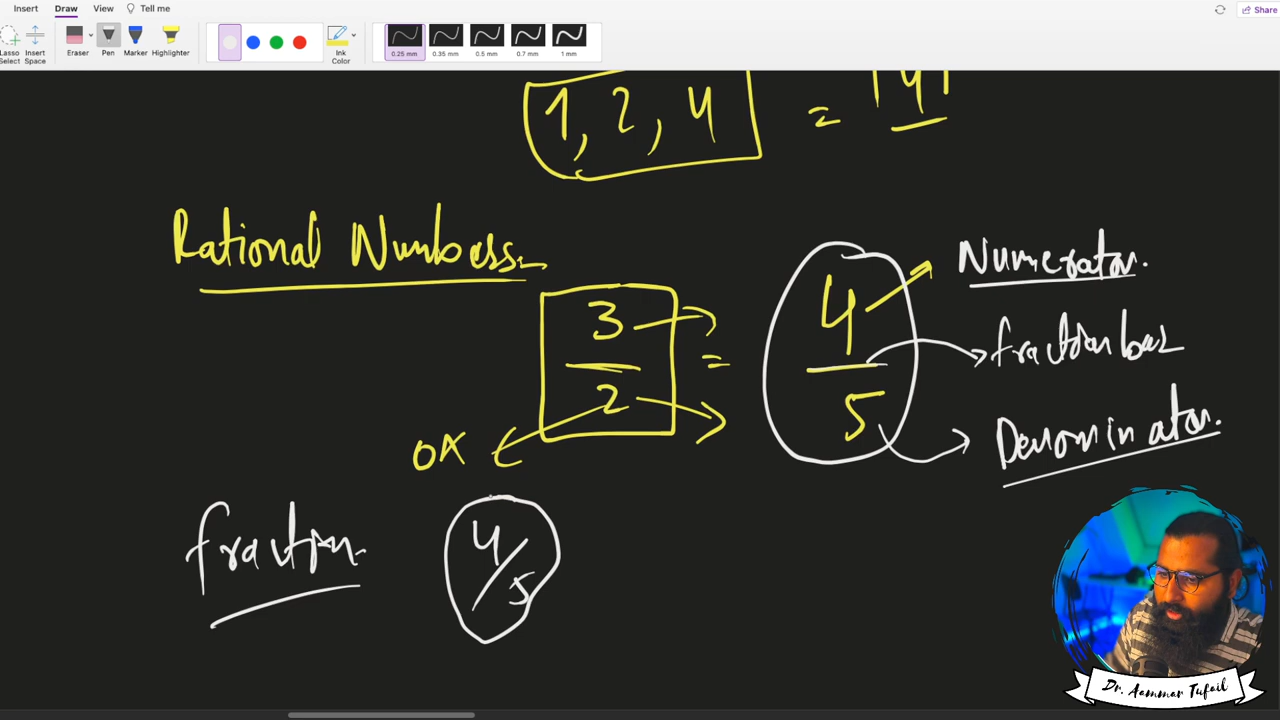 Insert Draw View Tell me
Share
Lasso Select
Insert Space
Eraser
Pen
Marker
Highlighter
Ink Color
0.25 mm
0.35 mm
0.5 mm
0.7 mm
1 mm
1, 2, 4 =
Rational Numbers
3
2
=
4
5
Numerator.
fraction bar
Denominator.
OK
fraction.
4/5
Dr. Aammar Tufail